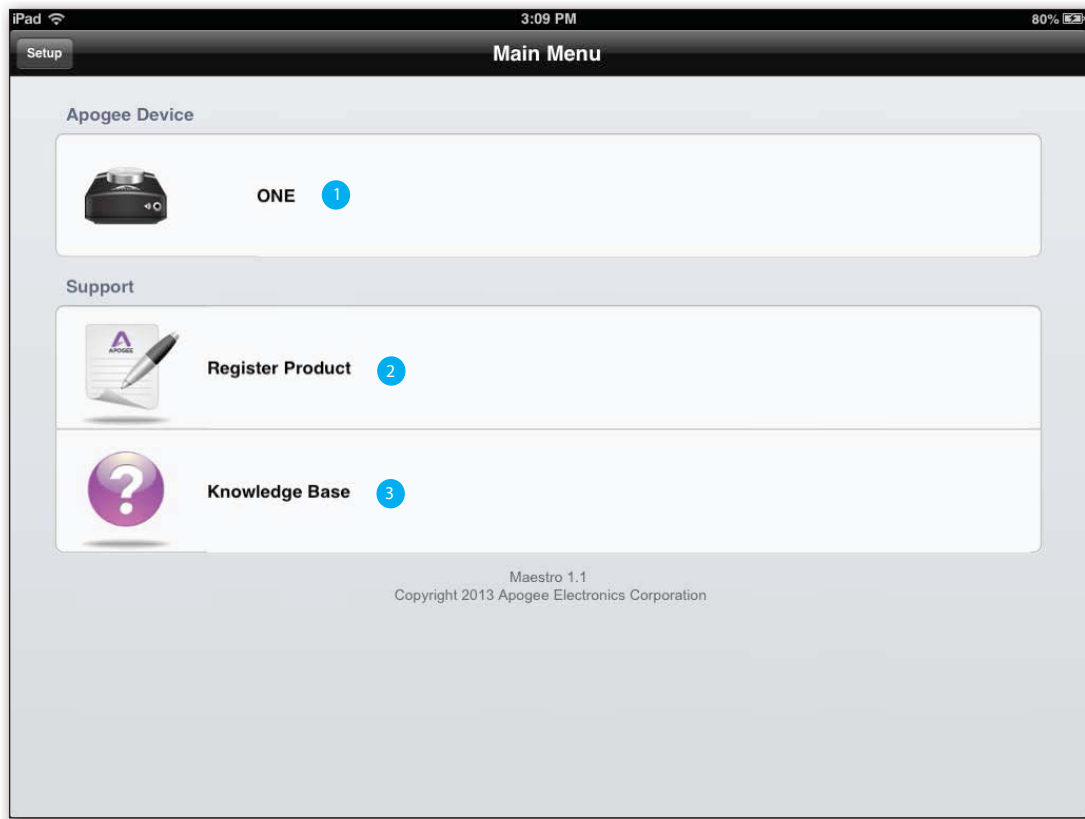 iPad 3:09 PM 80%
Setup Main Menu
Apogee Device
ONE 1
Support
APOGEE
Register Product 2
Knowledge Base 3
Maestro 1.1
Copyright 2013 Apogee Electronics Corporation